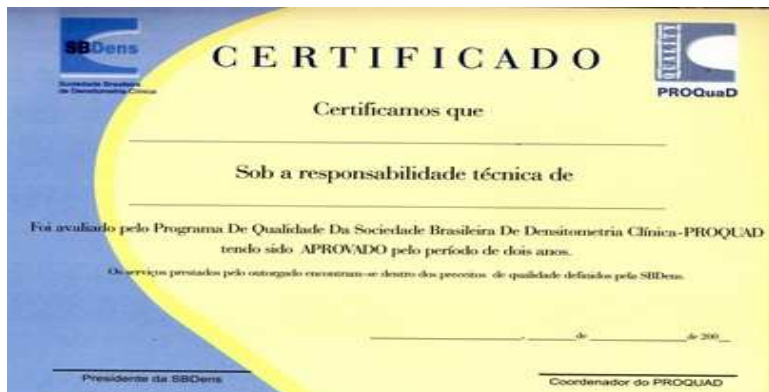 SBDens
Sociedade Brasileira
de Densitometria Clínica
CERTIFICADO
QUALITY
PROQuaD
Certificamos que
Sob a responsabilidade técnica de
Foi avaliado pelo Programa De Qualidade Da Sociedade Brasileira De Densitometria Clínica-PROQUAD
tendo sido APROVADO pelo período de dois anos.
Os serviços prestados pelo outorgado encontram-se dentro dos preceitos de qualidade definidos pela SBDens.
, de de 200
Presidente da SBDens
Coordenador do PROQUAD